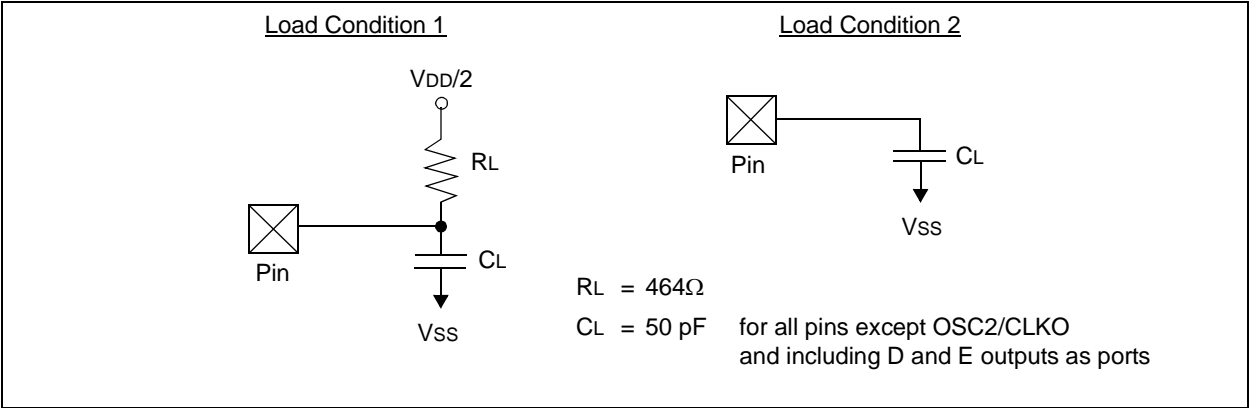 Load Condition 1
VDD/2
RL
Pin
CL
VSS
Load Condition 2
Pin
CL
VSS
RL = 464Ω
CL = 50 pF for all pins except OSC2/CLKO
and including D and E outputs as ports